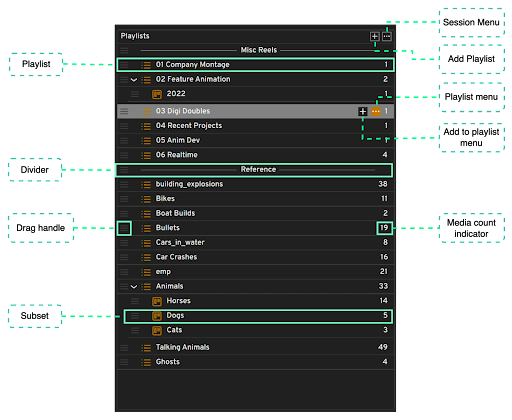 Playlists
Session Menu
Misc Reels
Add Playlist
Playlist
01 Company Montage 1
02 Feature Animation 2
2022 1
Playlist menu
03 Digi Doubles 1
04 Recent Projects 1
Add to playlist
menu
05 Anim Dev 1
06 Realtime 4
Divider
Reference
building_explosions 38
Bikes 11
Boat Builds 2
Drag handle
Bullets 19
Media count
indicator
Cars_in_water 8
Car Crashes 16
emp 21
Animals 33
Horses 14
Subset
Dogs 5
Cats 3
Talking Animals 49
Ghosts 4